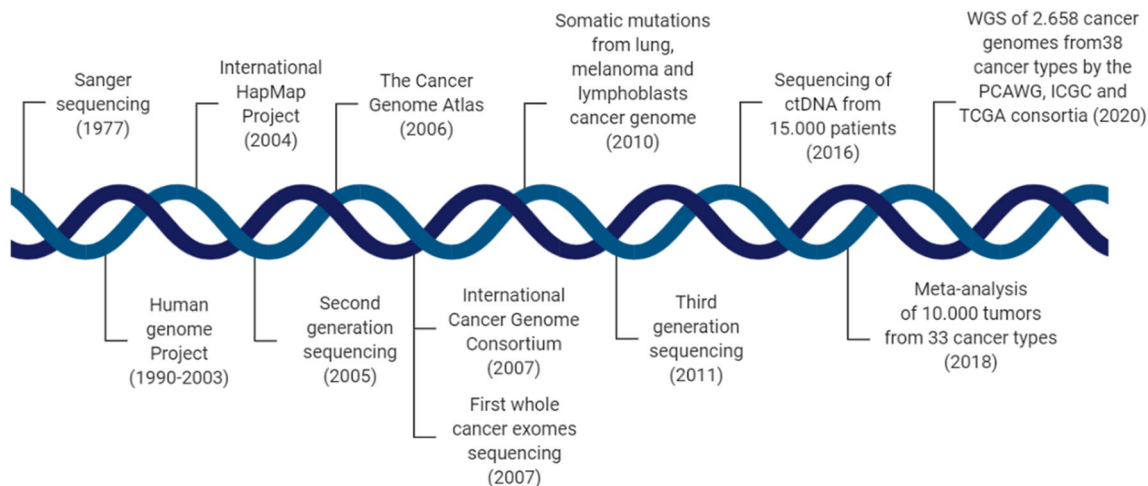 Sanger
sequencing
(1977)
Human
genome
Project
(1990-2003)
International
HapMap
Project
(2004)
Second
generation
sequencing
(2005)
The Cancer
Genome Atlas
(2006)
International
Cancer Genome
Consortium
(2007)
First whole
cancer exomes
sequencing
(2007)
Somatic mutations
from lung,
melanoma and
lymphoblasts
cancer genome
(2010)
Third
generation
sequencing
(2011)
Sequencing of
ctDNA from
15.000 patients
(2016)
Meta-analysis
of 10.000 tumors
from 33 cancer types
(2018)
WGS of 2.658 cancer
genomes from38
cancer types by the
PCAWG, ICGC and
TCGA consortia (2020)